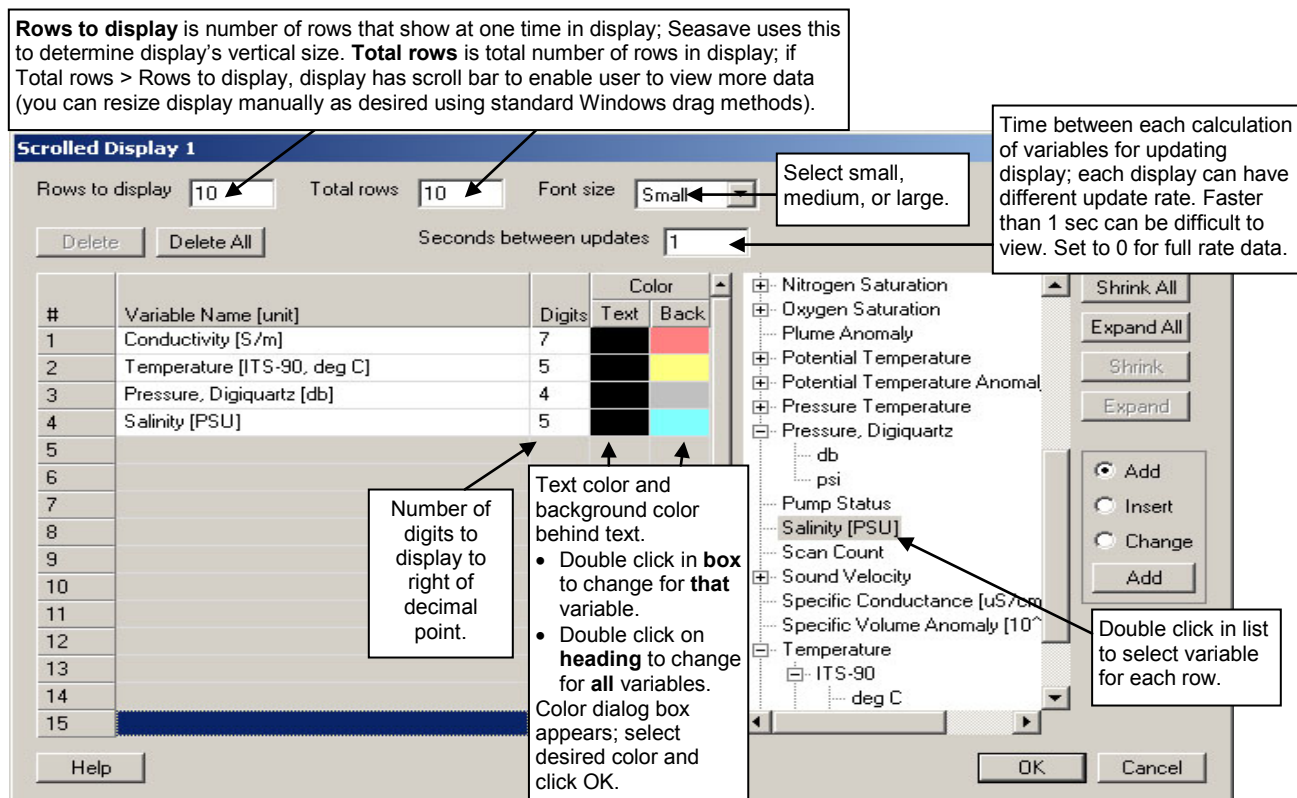 Rows to display is number of rows that show at one time in display; Seasave uses this
to determine display's vertical size. Total rows is total number of rows in display; if
Total rows > Rows to display, display has scroll bar to enable user to view more data
(you can resize display manually as desired using standard Windows drag methods).
Time between each calculation
of variables for updating
display; each display can have
different update rate. Faster
than 1 sec can be difficult to
view. Set to 0 for full rate data.
Scrolled Display 1
Rows to display 10 Total rows 10 Font size Small
Select small,
medium, or large.
Delete Delete All Seconds between updates 1
Color
# Variable Name [unit] Digits Text Back
1 Conductivity [S/m] 7
2 Temperature [ITS-90, deg C] 5
3 Pressure, Digiquartz [db] 4
4 Salinity [PSU] 5
5
6
7
8
9
10
11
12
13
14
15
Number of
digits to
display to
right of
decimal
point.
Text color and
background color
behind text.
• Double click in box
to change for that
variable.
• Double click on
heading to change
for all variables.
Color dialog box
appears; select
desired color and
click OK.
Nitrogen Saturation
Oxygen Saturation
Plume Anomaly
Potential Temperature
Potential Temperature Anomal
Pressure Temperature
Pressure, Digiquartz
db
psi
Pump Status
Salinity [PSU]
Scan Count
Sound Velocity
Specific Conductance [uS/cm
Specific Volume Anomaly [10^
Temperature
ITS-90
deg C
Shrink All
Expand All
Shrink
Expand
Add
Insert
Change
Add
Double click in list
to select variable
for each row.
Help OK Cancel